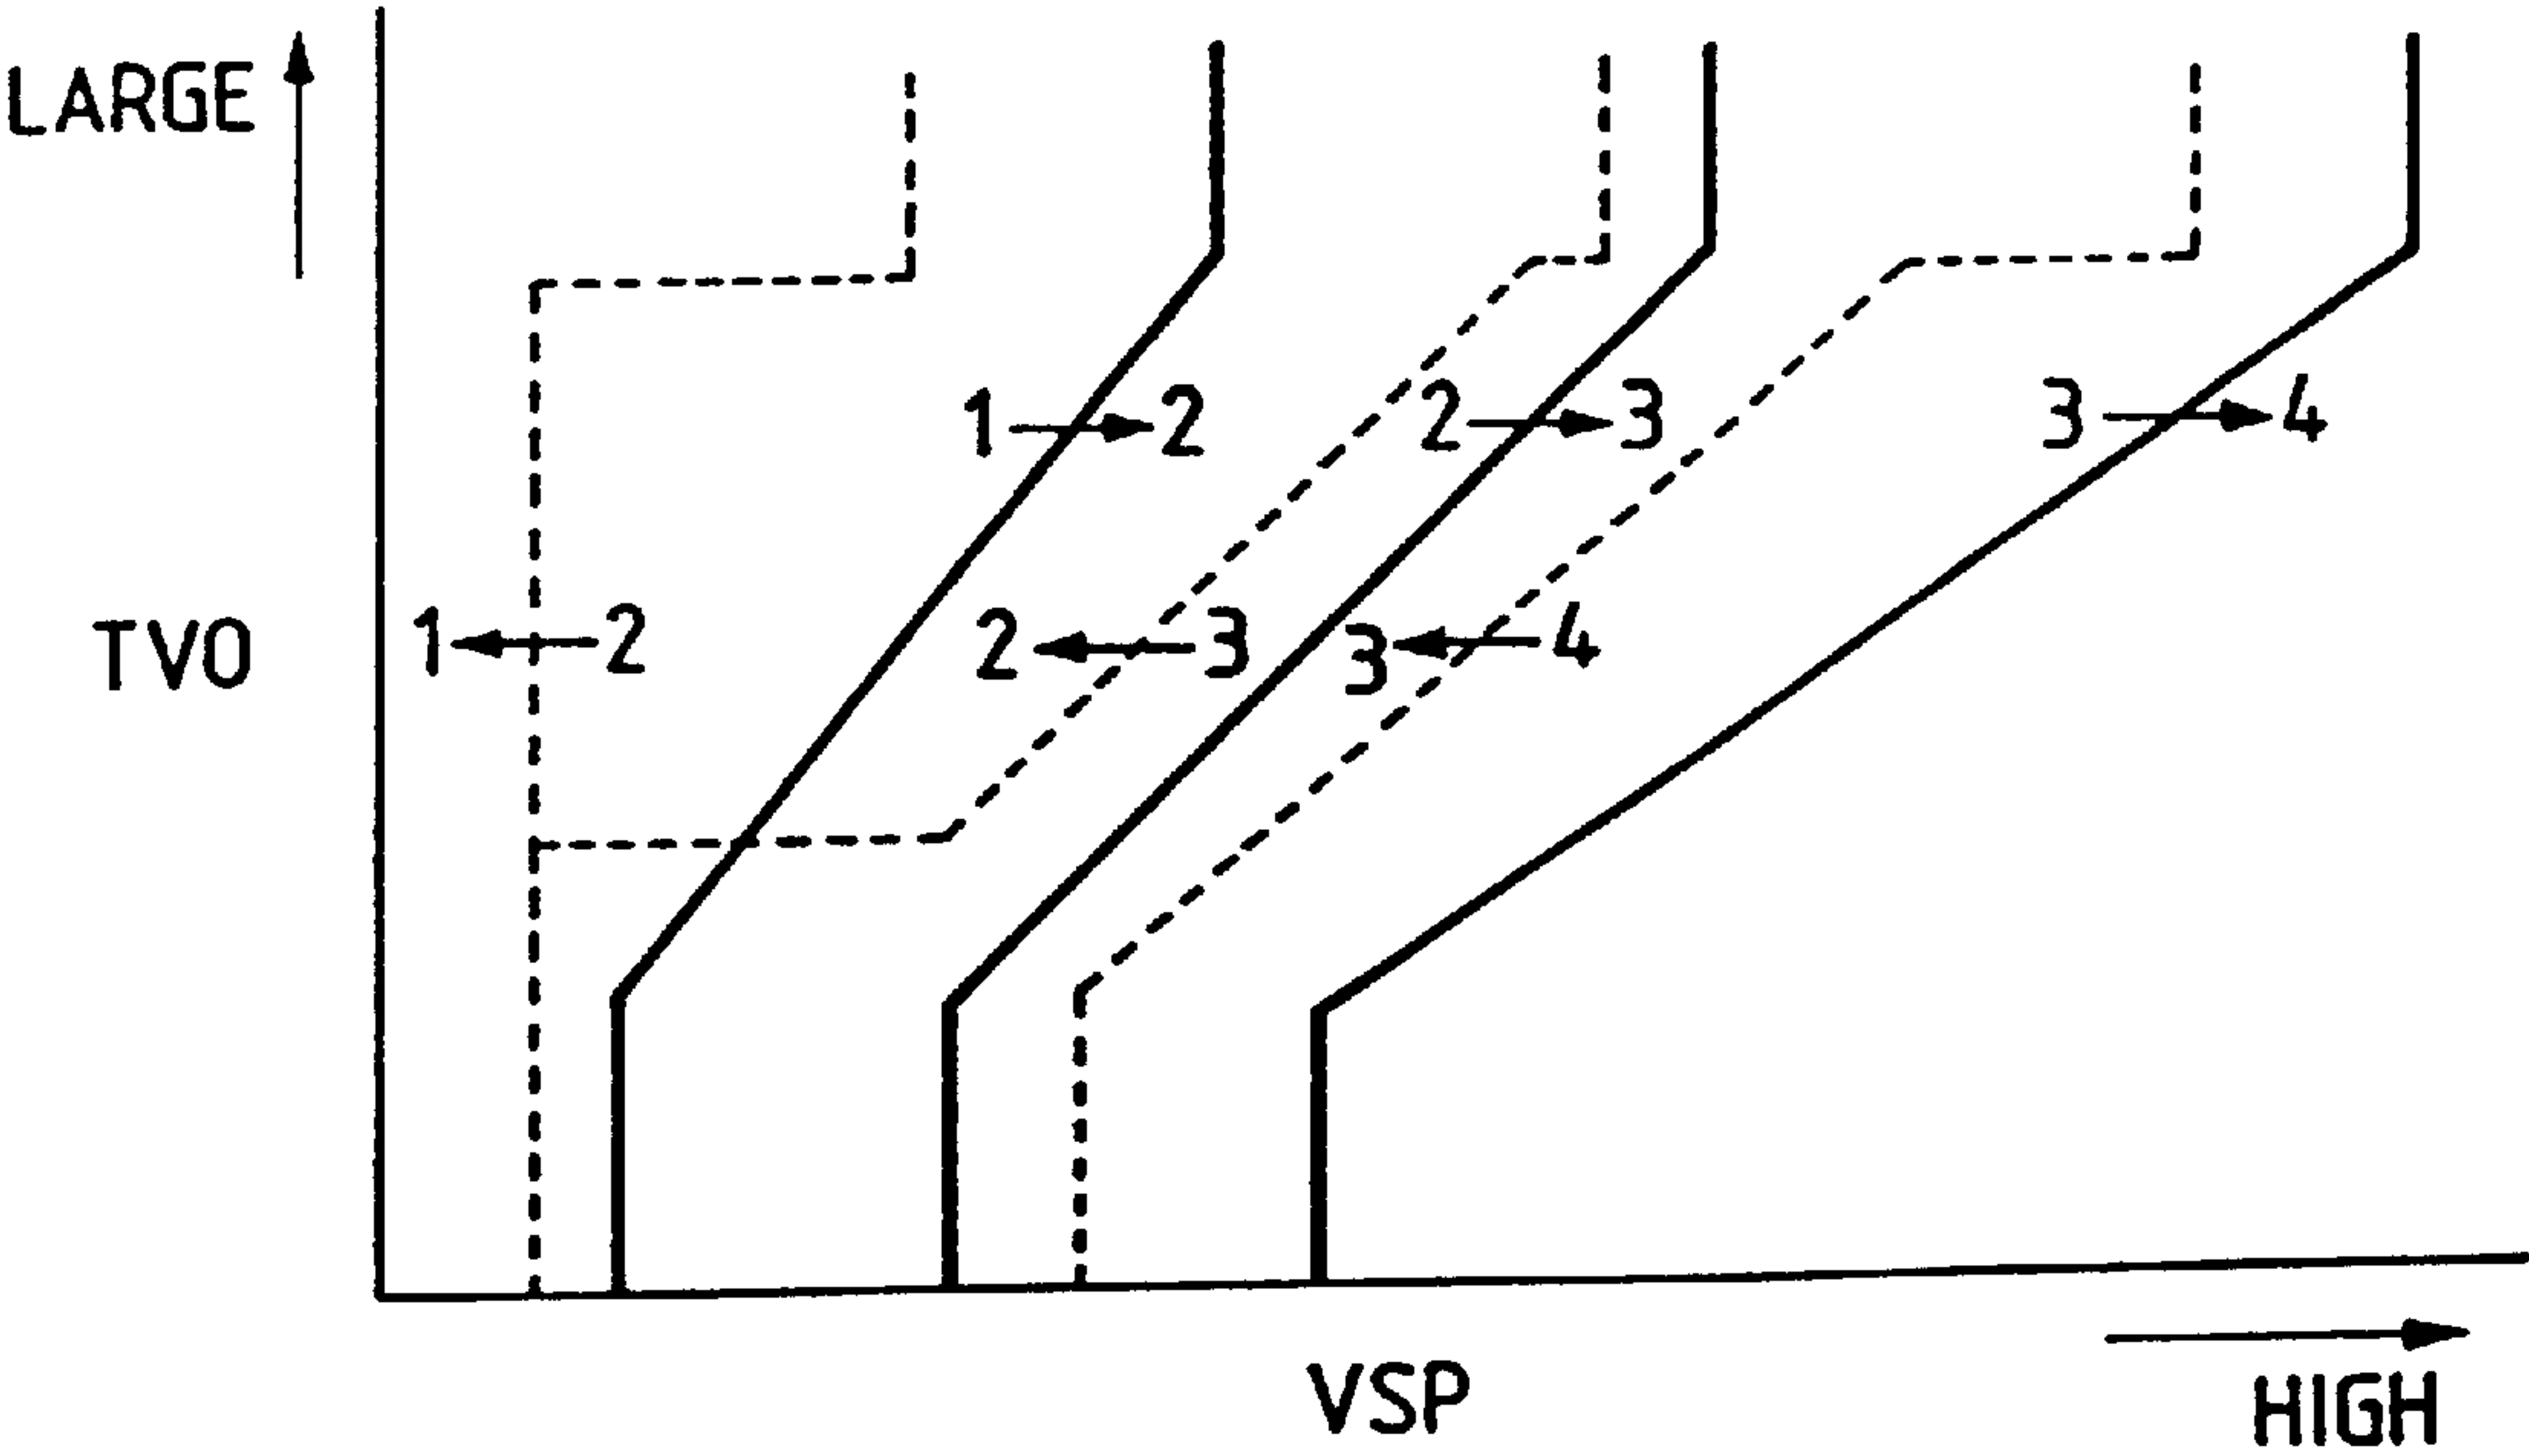 LARGE
1 → 2
2 → 3
3 → 4
TVO
1 ← 2
2 ← 3
3 ← 4
VSP
HIGH